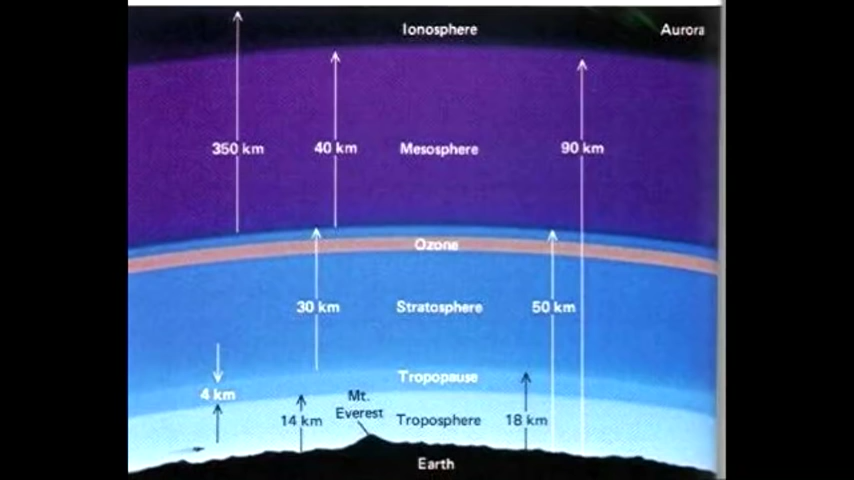 Ionosphere
Aurora
350 km
40 km
Mesosphere
90 km
Ozone
30 km
Stratosphere
50 km
Tropopause
4 km
Mt.
Everest
14 km
Troposphere
18 km
Earth